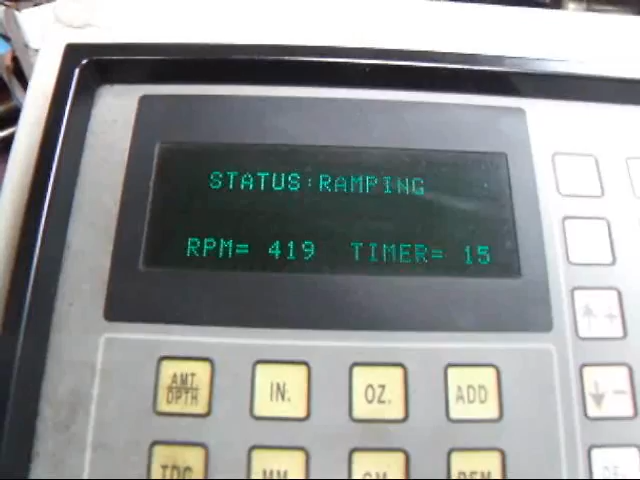 STATUS:RAMPING
RPM= 419 TIMER= 15
AMT.
DPTH
IN.
OZ.
ADD